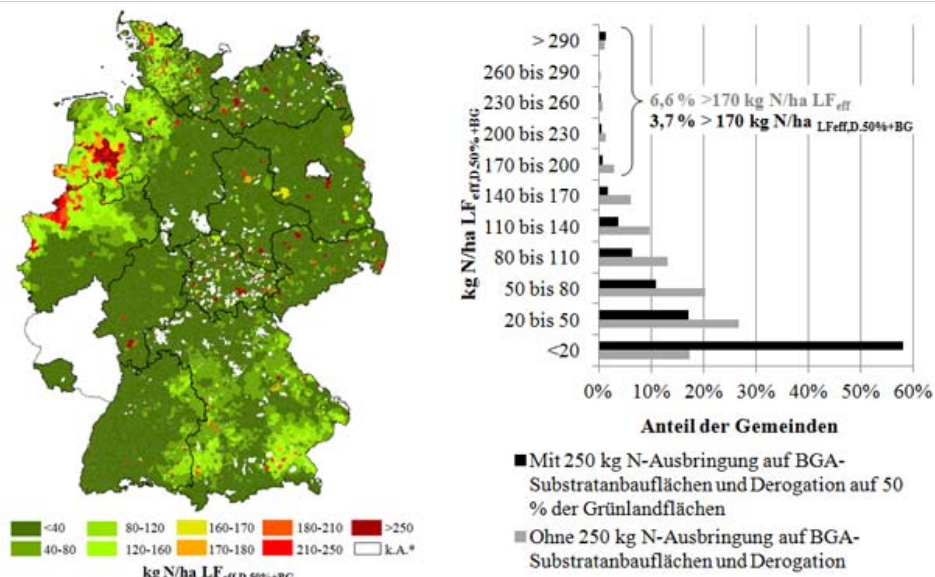 <40
80-120
160-170
180-210
>250
40-80
120-160
170-180
210-250
k.A.*
kg N/ha LFeff,D.50%+BG
kg N/ha LFeff,D.50%+BG
> 290
260 bis 290
230 bis 260
200 bis 230
170 bis 200
140 bis 170
110 bis 140
80 bis 110
50 bis 80
20 bis 50
<20
6,6 % >170 kg N/ha LFeff
3,7 % > 170 kg N/ha LFeff,D.50%+BG
0% 10% 20% 30% 40% 50% 60%
Anteil der Gemeinden
Mit 250 kg N-Ausbringung auf BGA-
Substratanbauflächen und Derogation auf 50
% der Grünlandflächen
Ohne 250 kg N-Ausbringung auf BGA-
Substratanbauflächen und Derogation